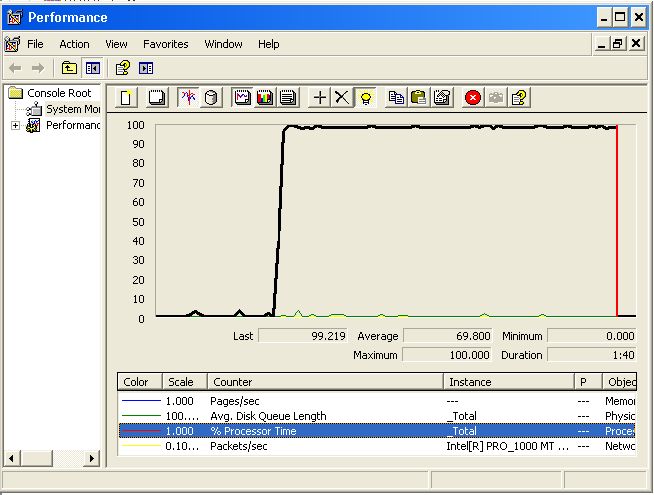 Performance
File Action View Favorites Window Help
Console Root
System Mo
Performanc
100
90
80
70
60
50
40
30
20
10
0
Last 99.219 Average 69.800 Minimum 0.000
Maximum 100.000 Duration 1:40
Color Scale Counter Instance P Objec
1.000 Pages/sec --- --- Memor
100.... Avg. Disk Queue Length _Total --- Physic
1.000 % Processor Time _Total --- Proces
0.10... Packets/sec Intel[R] PRO_1000 MT ... --- Netwo